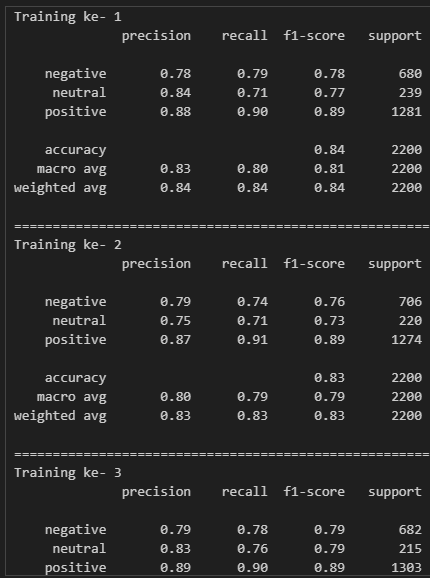 Training ke- 1
precision recall f1-score support
negative 0.78 0.79 0.78 680
neutral 0.84 0.71 0.77 239
positive 0.88 0.90 0.89 1281
accuracy 0.84 2200
macro avg 0.83 0.80 0.81 2200
weighted avg 0.84 0.84 0.84 2200
======================================================
Training ke- 2
precision recall f1-score support
negative 0.79 0.74 0.76 706
neutral 0.75 0.71 0.73 220
positive 0.87 0.91 0.89 1274
accuracy 0.83 2200
macro avg 0.80 0.79 0.79 2200
weighted avg 0.83 0.83 0.83 2200
======================================================
Training ke- 3
precision recall f1-score support
negative 0.79 0.78 0.79 682
neutral 0.83 0.76 0.79 215
positive 0.89 0.90 0.89 1303